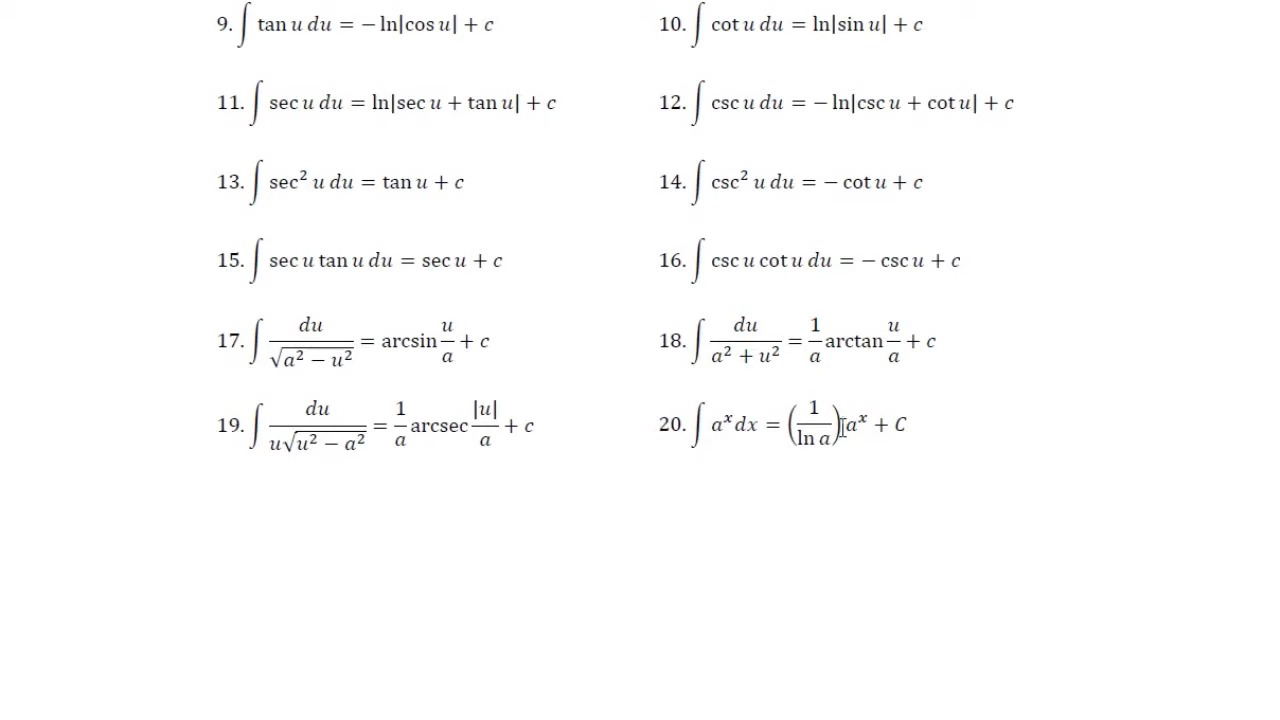 9. ∫ tan u du = − ln|cos u| + c
10. ∫ cot u du = ln|sin u| + c
11. ∫ sec u du = ln|sec u + tan u| + c
12. ∫ csc u du = − ln|csc u + cot u| + c
13. ∫ sec² u du = tan u + c
14. ∫ csc² u du = − cot u + c
15. ∫ sec u tan u du = sec u + c
16. ∫ csc u cot u du = − csc u + c
17. ∫ du/√(a² − u²) = arcsin u/a + c
18. ∫ du/(a² + u²) = 1/a arctan u/a + c
19. ∫ du/(u√(u² − a²)) = 1/a arcsec |u|/a + c
20. ∫ aˣ dx = (1/ln a) aˣ + C